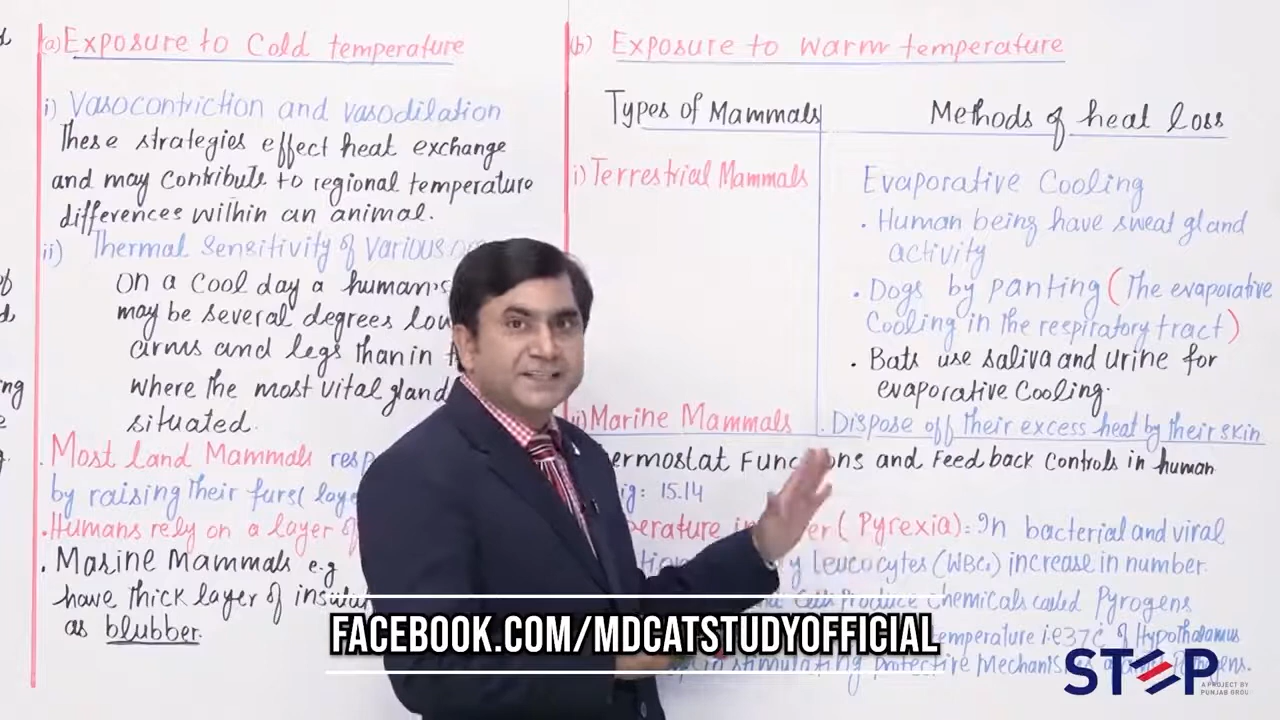 (a) Exposure to Cold temperature
i) Vasocontriction and vasodilation
These strategies effect heat exchange
and may contribute to regional temperature
differences within an animal.
ii) Thermal Sensitivity of various
On a cool day a human's
may be several degrees
arms and legs than in
where the most vital gland
situated.
. Most land Mammals
by raising their furs(
. Humans rely on a layer of
. Marine Mammals e.g
have thick layer of
as blubber.
(b) Exposure to warm temperature
Types of Mammals
Methods of heat loss
i) Terrestrial Mammals
Evaporative Cooling
. Human being have sweat gland
activity
. Dogs by panting (The evaporative
Cooling in the respiratory tract)
. Bats use saliva and urine for
evaporative Cooling.
Marine Mammals
. Dispose off their excess heat by their skin
and Feed back Controls in human
15.14
(Pyrexia):- In bacterial and viral
Leucocytes (WBCs) increase in number.
Cells Produce chemicals called Pyrogens
temperature i.e 37°C of Hypothalamus
stimulating protective
FACEBOOK.COM/MDCATSTUDYOFFICIAL
STEP
A PROJECT BY
PUNJAB